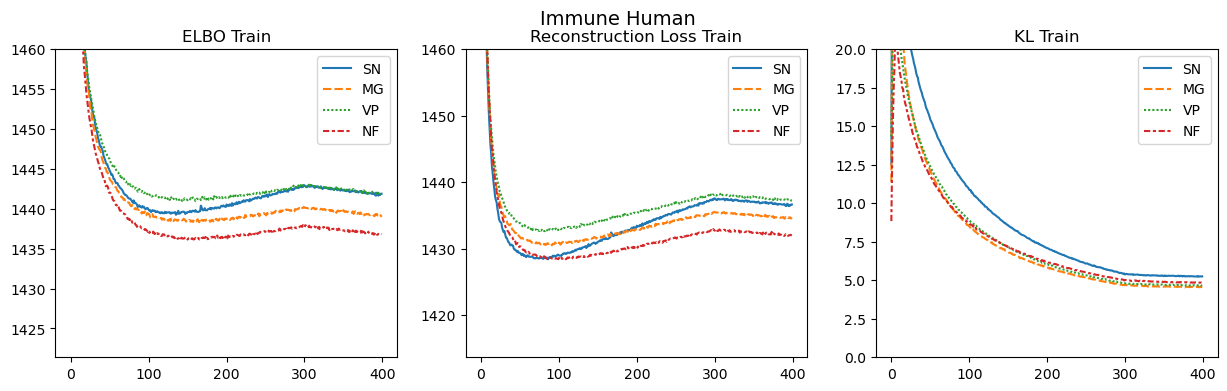 Immune Human
ELBO Train
1460
1455
1450
1445
1440
1435
1430
1425
0
100
200
300
400
SN
MG
VP
NF
Reconstruction Loss Train
1460
1450
1440
1430
1420
0
100
200
300
400
SN
MG
VP
NF
KL Train
20.0
17.5
15.0
12.5
10.0
7.5
5.0
2.5
0.0
0
100
200
300
400
SN
MG
VP
NF